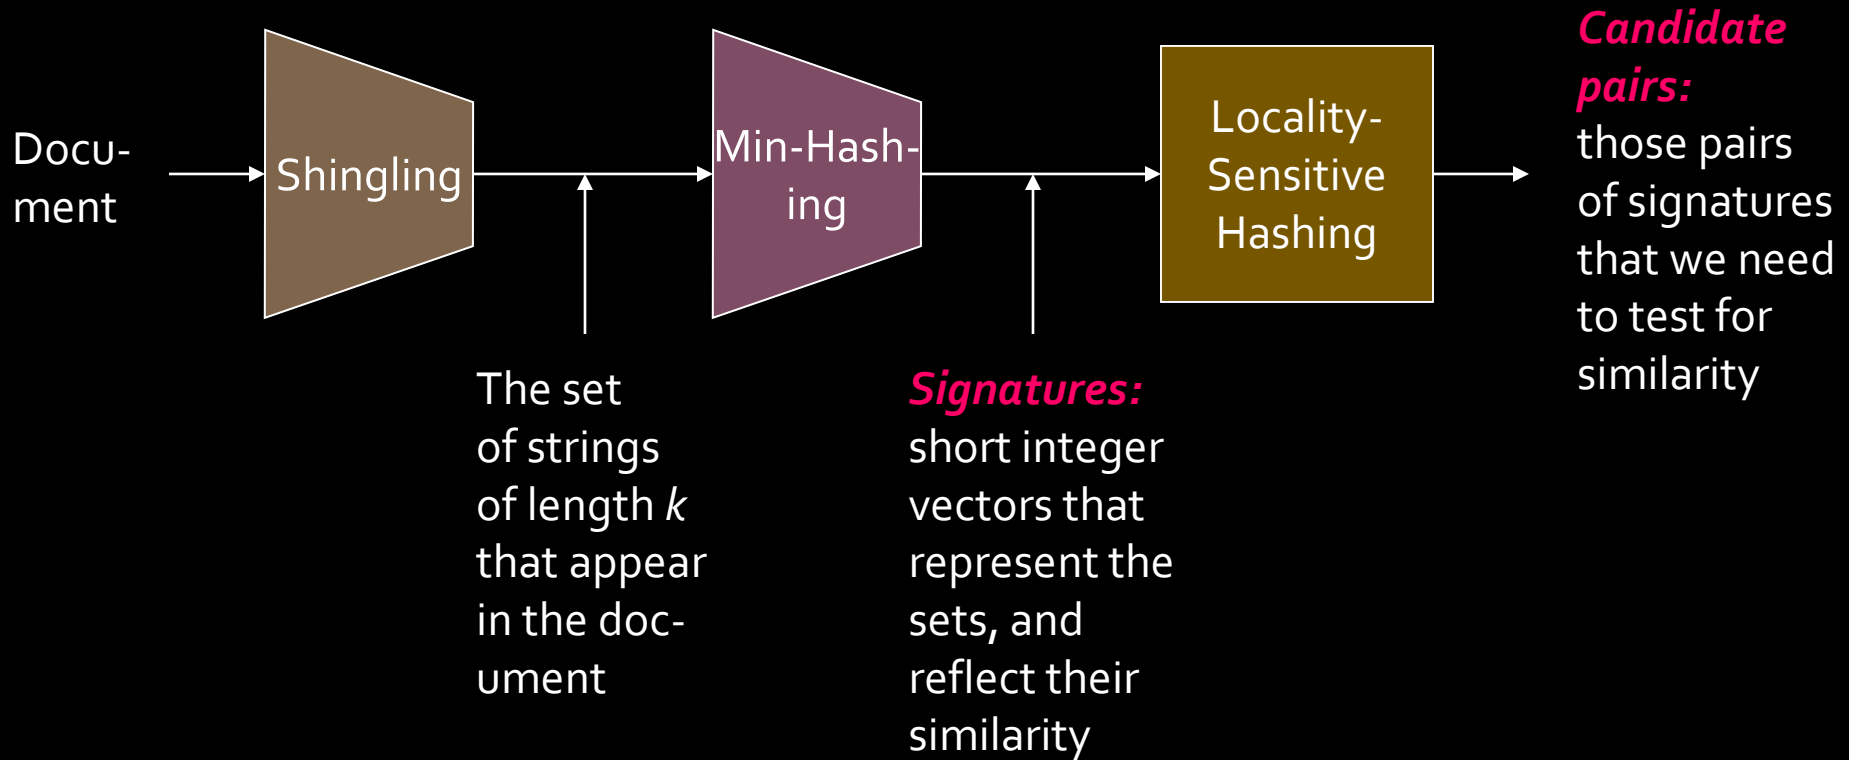 Docu-
ment
Shingling
Min-Hash-
ing
Locality-
Sensitive
Hashing
Candidate
pairs:
those pairs
of signatures
that we need
to test for
similarity
The set
of strings
of length k
that appear
in the doc-
ument
Signatures:
short integer
vectors that
represent the
sets, and
reflect their
similarity